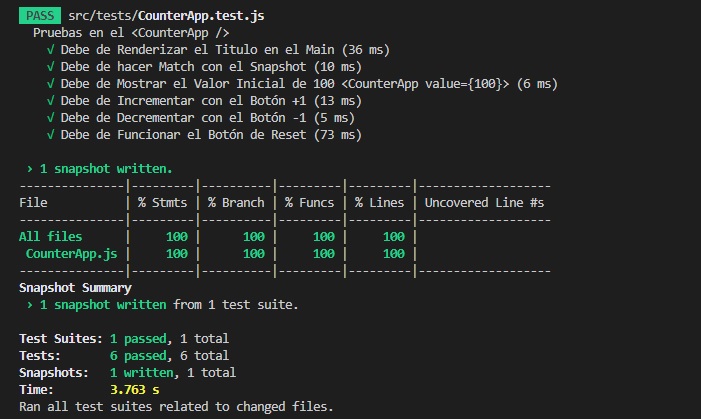 PASS src/tests/CounterApp.test.js
Pruebas en el <CounterApp />
√ Debe de Renderizar el Titulo en el Main (36 ms)
√ Debe de hacer Match con el Snapshot (10 ms)
√ Debe de Mostrar el Valor Inicial de 100 <CounterApp value={100}> (6 ms)
√ Debe de Incrementar con el Botón +1 (13 ms)
√ Debe de Decrementar con el Botón -1 (5 ms)
√ Debe de Funcionar el Botón de Reset (73 ms)
› 1 snapshot written.
---------------|---------|----------|---------|---------|-------------------
File           | % Stmts | % Branch | % Funcs | % Lines | Uncovered Line #s
---------------|---------|----------|---------|---------|-------------------
All files      |     100 |      100 |     100 |     100 |
 CounterApp.js |     100 |      100 |     100 |     100 |
---------------|---------|----------|---------|---------|-------------------
Snapshot Summary
› 1 snapshot written from 1 test suite.
Test Suites: 1 passed, 1 total
Tests:       6 passed, 6 total
Snapshots:   1 written, 1 total
Time:        3.763 s
Ran all test suites related to changed files.